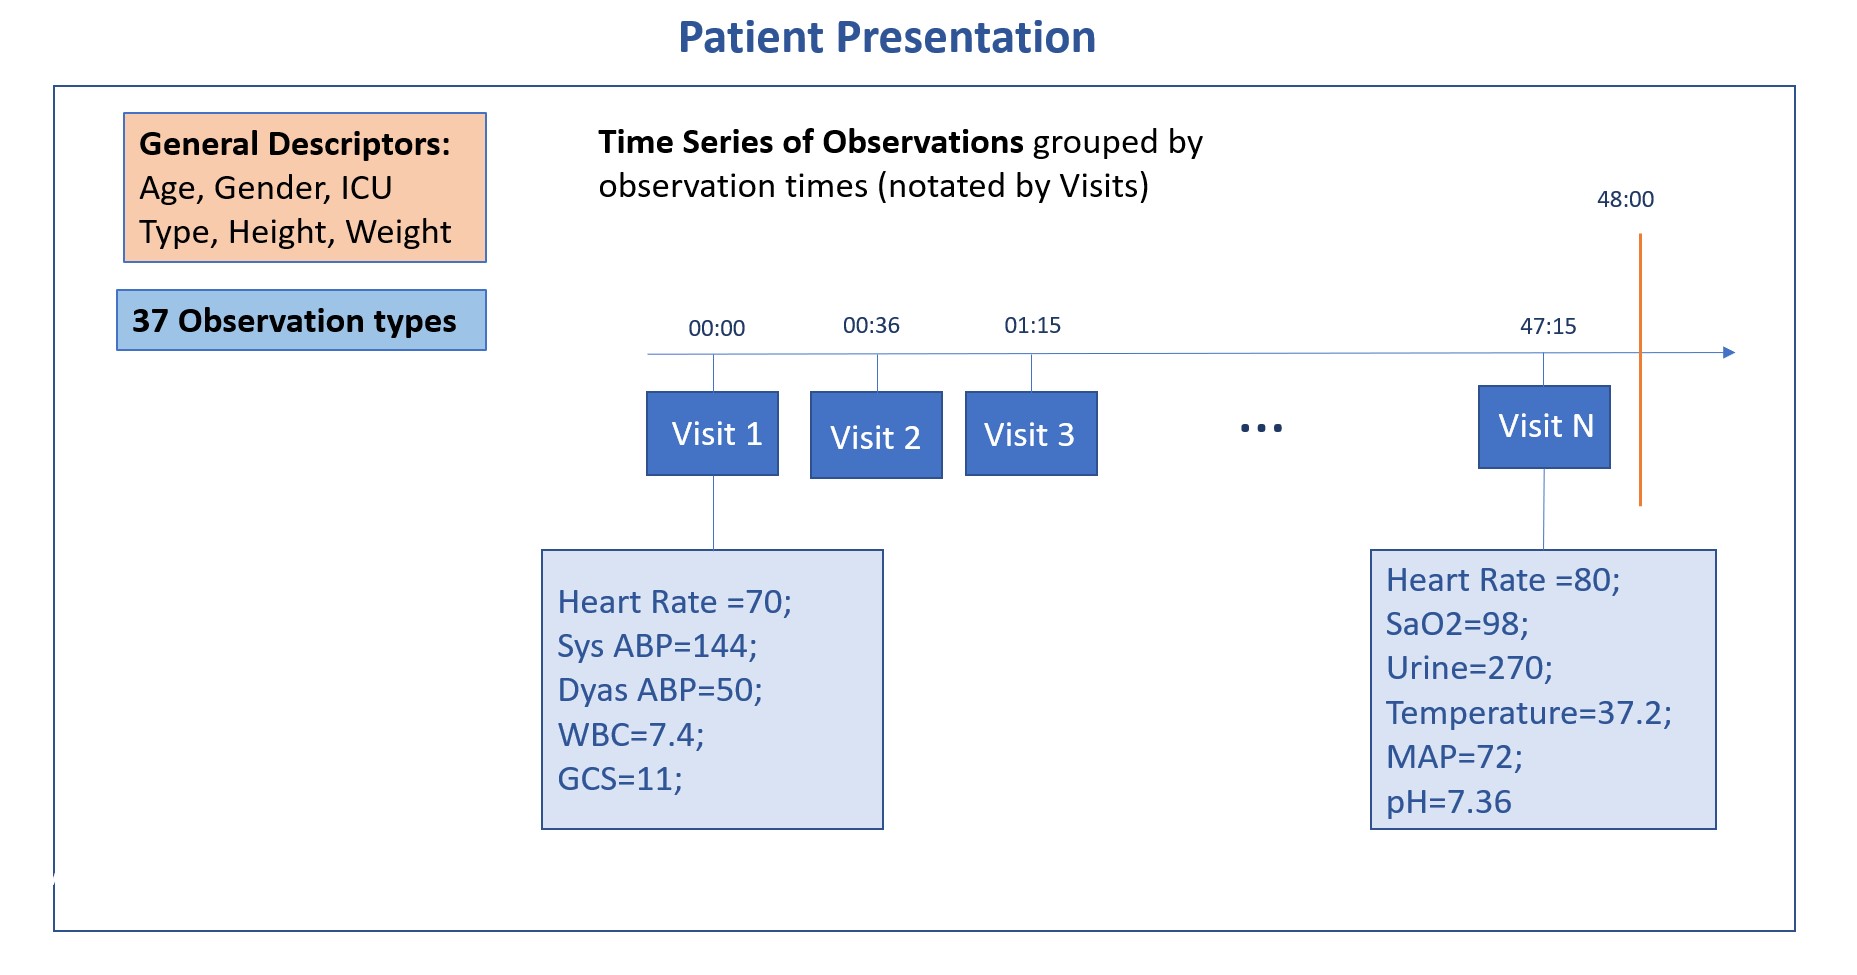 Patient Presentation
General Descriptors:
Age, Gender, ICU
Type, Height, Weight
37 Observation types
Time Series of Observations grouped by
observation times (notated by Visits)
48:00
00:00
00:36
01:15
47:15
Visit 1
Visit 2
Visit 3
...
Visit N
Heart Rate =70;
Sys ABP=144;
Dyas ABP=50;
WBC=7.4;
GCS=11;
Heart Rate =80;
SaO2=98;
Urine=270;
Temperature=37.2;
MAP=72;
pH=7.36